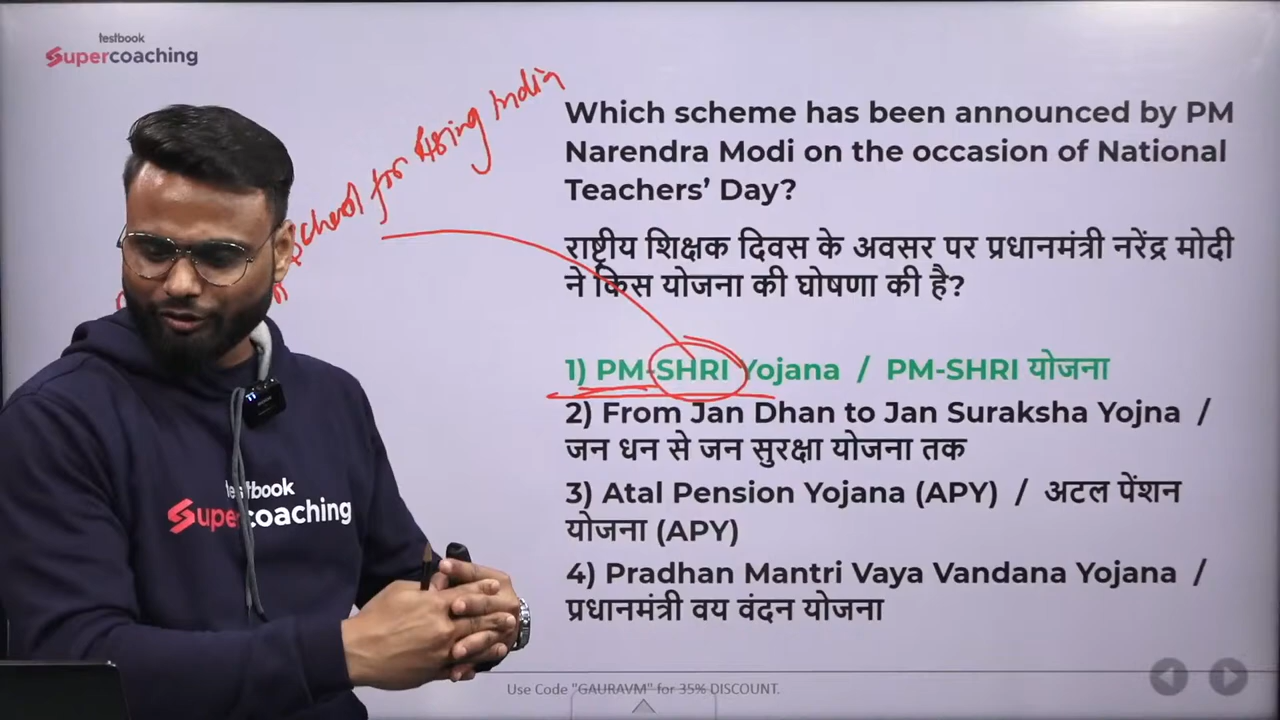 testbook
Supercoaching
School for Rising India
Which scheme has been announced by PM
Narendra Modi on the occasion of National
Teachers’ Day?
राष्ट्रीय शिक्षक दिवस के अवसर पर प्रधानमंत्री नरेंद्र मोदी
ने किस योजना की घोषणा की है?
1) PM-SHRI Yojana / PM-SHRI योजना
2) From Jan Dhan to Jan Suraksha Yojna /
जन धन से जन सुरक्षा योजना तक
3) Atal Pension Yojana (APY) / अटल पेंशन
योजना (APY)
4) Pradhan Mantri Vaya Vandana Yojana /
प्रधानमंत्री वय वंदन योजना
testbook
Supercoaching
Use Code "GAURAVM" for 35% DISCOUNT.